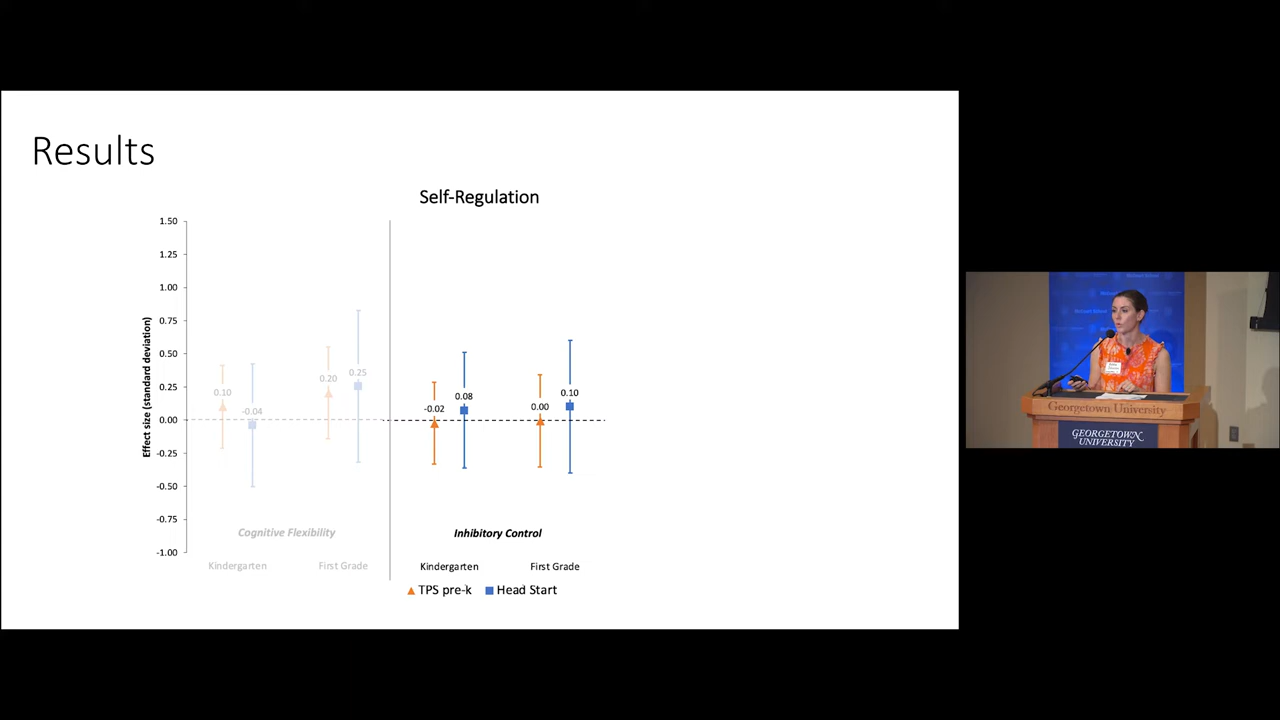 Results
Self-Regulation
Effect size (standard deviation)
1.50
1.25
1.00
0.75
0.50
0.25
0.00
-0.25
-0.50
-0.75
-1.00
0.10
-0.04
0.20
0.25
-0.02
0.08
0.00
0.10
Cognitive Flexibility
Inhibitory Control
Kindergarten
First Grade
Kindergarten
First Grade
TPS pre-k
Head Start
Georgetown University
GEORGETOWN
UNIVERSITY